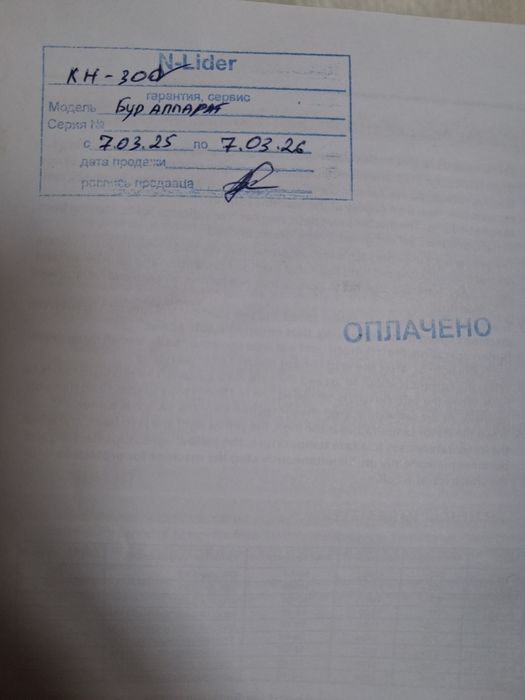 N-Lider
КН-300
гарантия, сервис
Модель Бур аппарат
Серия №
с 7.03.25 по 7.03.26
дата продажи
роспись продавца
ОПЛАЧЕНО